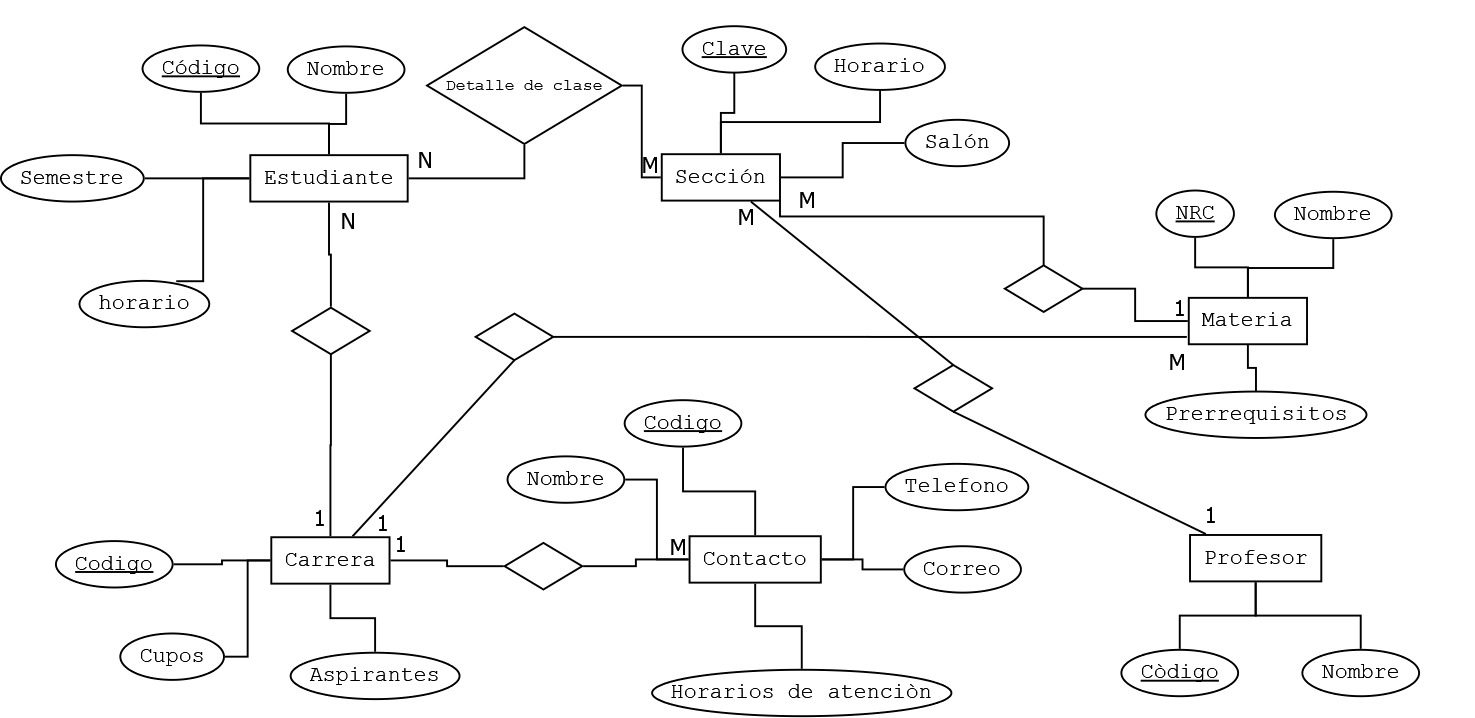 Clave
Código
Nombre
Horario
Detalle de clase
Salón
N
M
Estudiante
Sección
Semestre
M
M
N
NRC
Nombre
horario
1
Materia
M
Prerrequisitos
Codigo
Nombre
Telefono
1
1
1
1
M
Carrera
Contacto
Profesor
Codigo
Correo
Cupos
Aspirantes
Horarios de atenciòn
Còdigo
Nombre